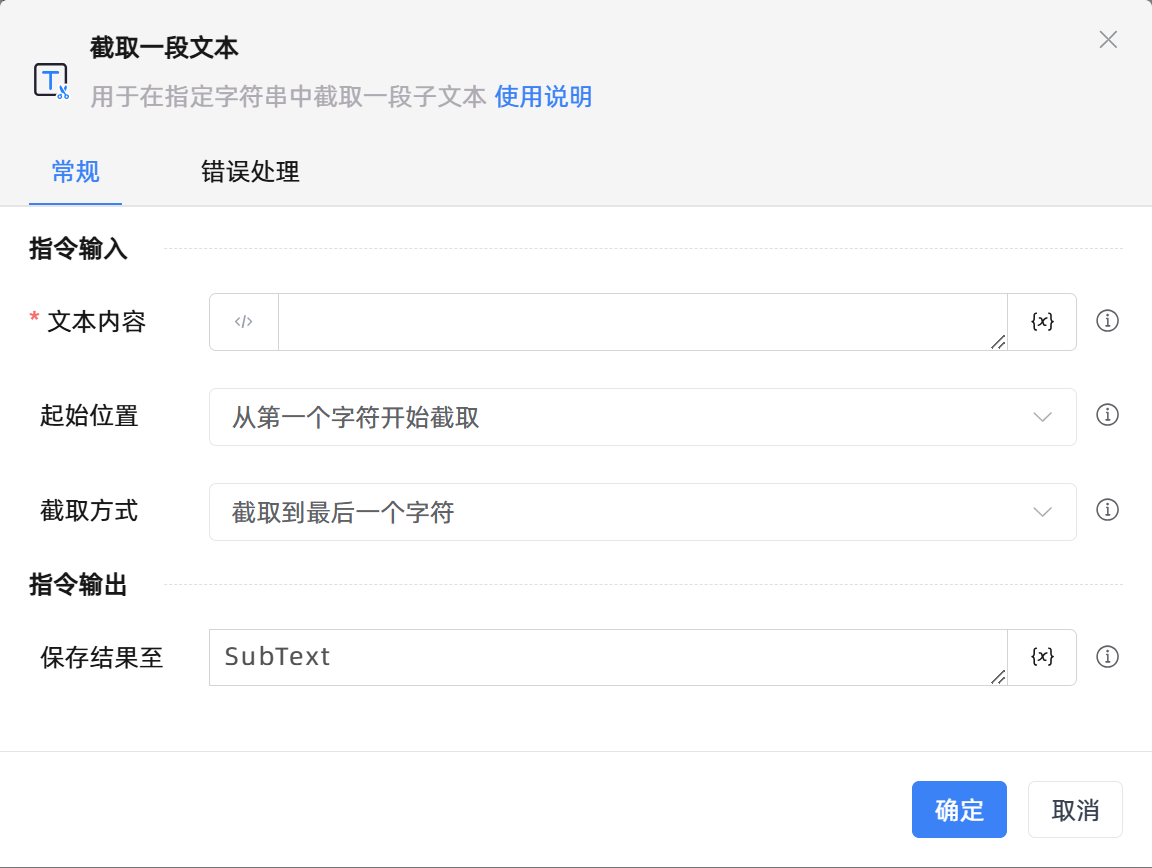 截取一段文本
用于在指定字符串中截取一段子文本 使用说明
常规 错误处理
指令输入
* 文本内容 </> {x}
起始位置 从第一个字符开始截取
截取方式 截取到最后一个字符
指令输出
保存结果至 SubText {x}
确定 取消